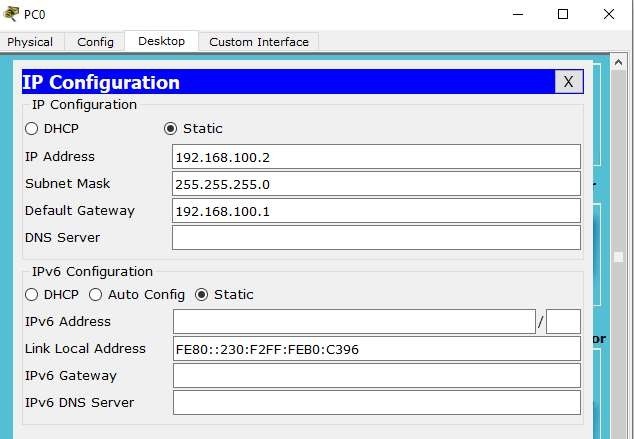 PC0
Physical Config Desktop Custom Interface
IP Configuration X
IP Configuration
DHCP Static
IP Address 192.168.100.2
Subnet Mask 255.255.255.0
Default Gateway 192.168.100.1
DNS Server
IPv6 Configuration
DHCP Auto Config Static
IPv6 Address /
Link Local Address FE80::230:F2FF:FEB0:C396
IPv6 Gateway
IPv6 DNS Server